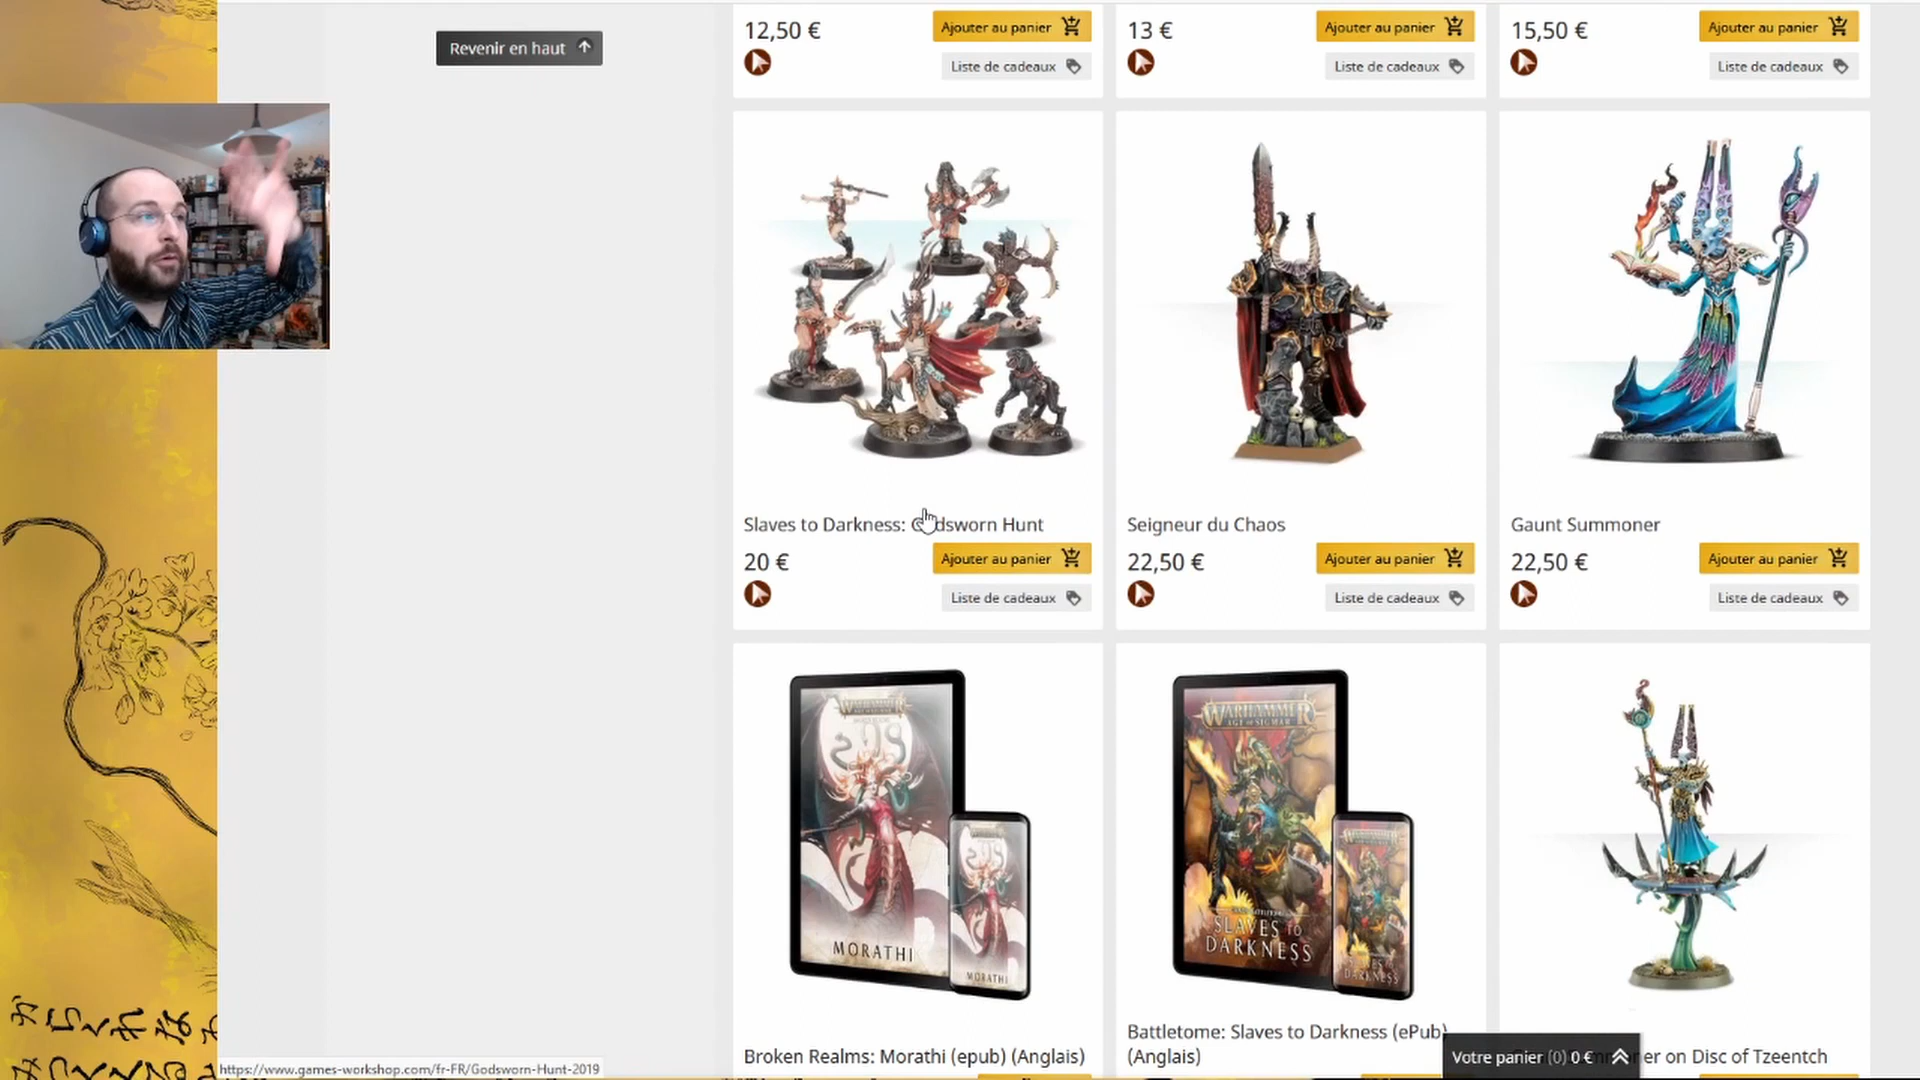 12,50 €
Ajouter au panier
Liste de cadeaux
13 €
Ajouter au panier
Liste de cadeaux
15,50 €
Ajouter au panier
Liste de cadeaux
Revenir en haut
Slaves to Darkness: Godsworn Hunt
20 €
Ajouter au panier
Liste de cadeaux
Seigneur du Chaos
22,50 €
Ajouter au panier
Liste de cadeaux
Gaunt Summoner
22,50 €
Ajouter au panier
Liste de cadeaux
WARHAMMER
MORATHI
MORATHI
Broken Realms: Morathi (epub) (Anglais)
WARHAMMER
AGE OF SIGMAR
SLAVES TO
DARKNESS
DARKNESS
Battletome: Slaves to Darkness (ePub)
(Anglais)
er on Disc of Tzeentch
Votre panier (0) 0 €
https://www.games-workshop.com/fr-FR/Godsworn-Hunt-2019